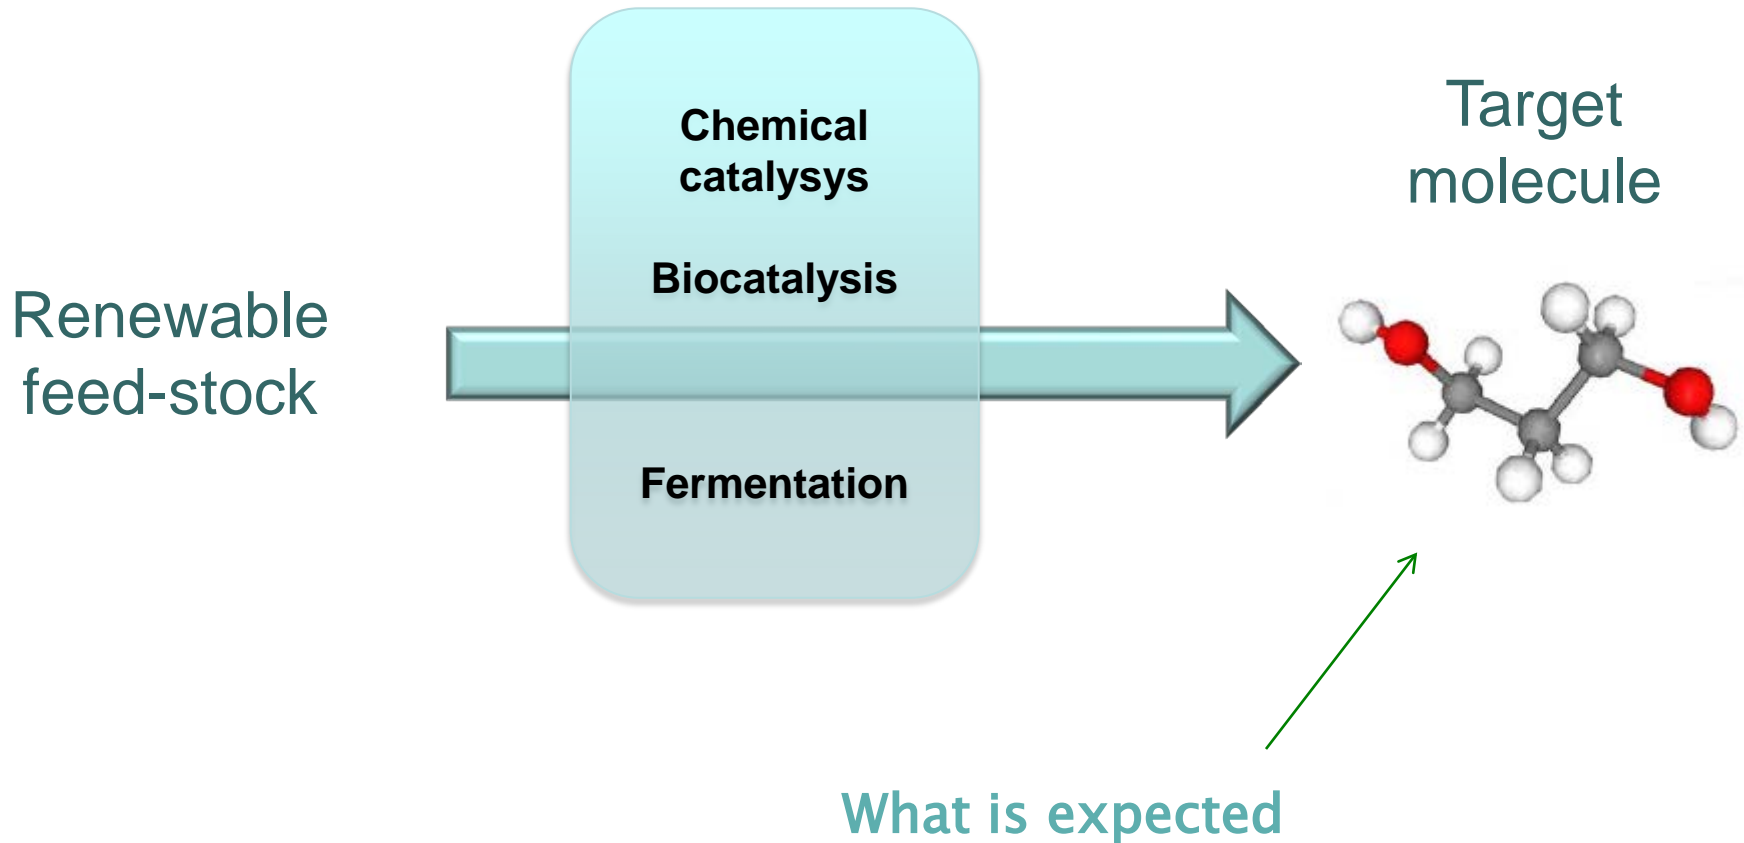 Renewable
feed-stock
Chemical
catalysys
Biocatalysis
Fermentation
Target
molecule
What is expected